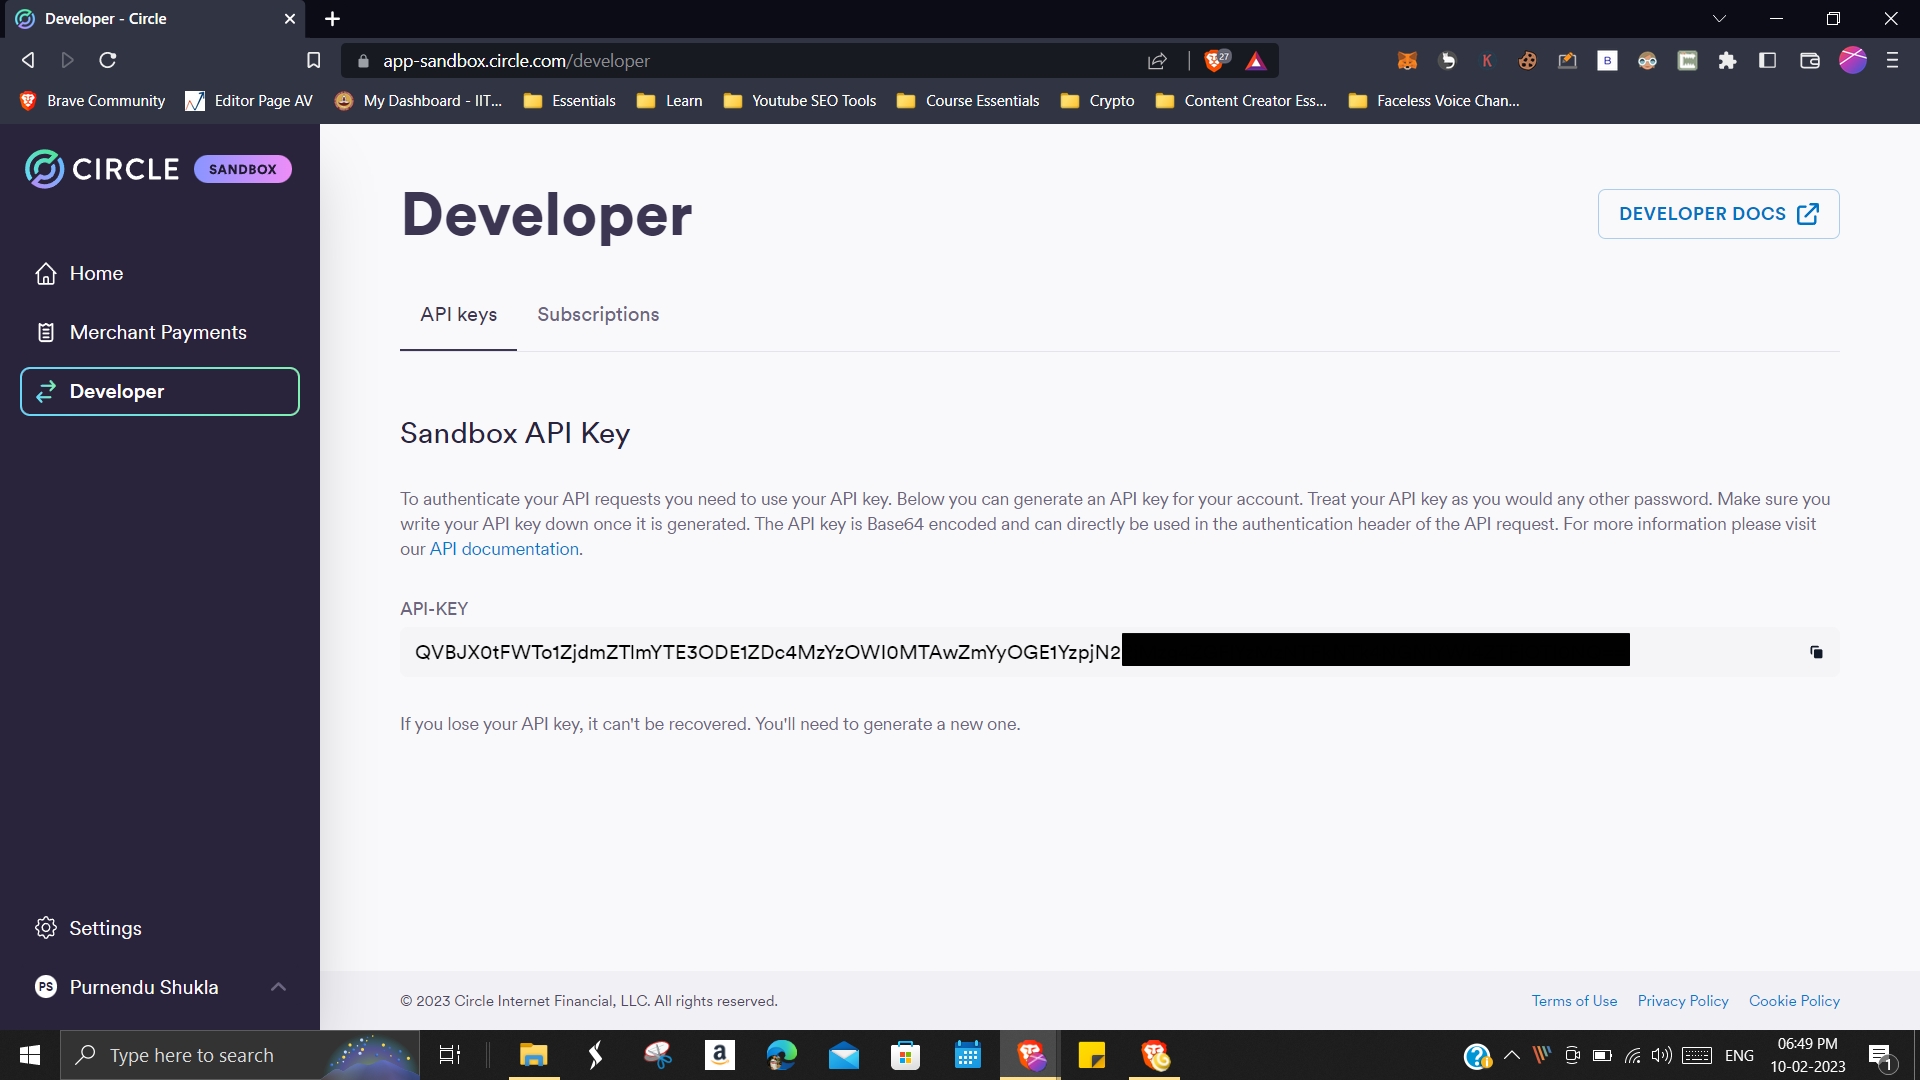 Developer - Circle
app-sandbox.circle.com/developer
27
K
B
Brave Community
Editor Page AV
My Dashboard - IIT...
Essentials
Learn
Youtube SEO Tools
Course Essentials
Crypto
Content Creator Ess...
Faceless Voice Chan...
CIRCLE SANDBOX
Home
Merchant Payments
Developer
Settings
PS Purnendu Shukla
Developer
DEVELOPER DOCS
API keys
Subscriptions
Sandbox API Key
To authenticate your API requests you need to use your API key. Below you can generate an API key for your account. Treat your API key as you would any other password. Make sure you
write your API key down once it is generated. The API key is Base64 encoded and can directly be used in the authentication header of the API request. For more information please visit
our API documentation.
API-KEY
QVBJX0tFWTo1ZjdmZTlmYTE3ODE1ZDc4MzYzOWI0MTAwZmYyOGE1YzpjN2
If you lose your API key, it can't be recovered. You'll need to generate a new one.
© 2023 Circle Internet Financial, LLC. All rights reserved.
Terms of Use
Privacy Policy
Cookie Policy
Type here to search
a
ENG
06:49 PM
10-02-2023
1